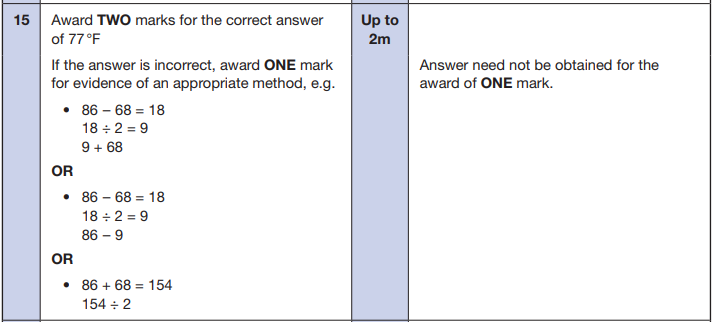 15 Award TWO marks for the correct answer Up to
of 77 °F 2m
If the answer is incorrect, award ONE mark Answer need not be obtained for the
for evidence of an appropriate method, e.g. award of ONE mark.
• 86 – 68 = 18
18 ÷ 2 = 9
9 + 68
OR
• 86 – 68 = 18
18 ÷ 2 = 9
86 – 9
OR
• 86 + 68 = 154
154 ÷ 2